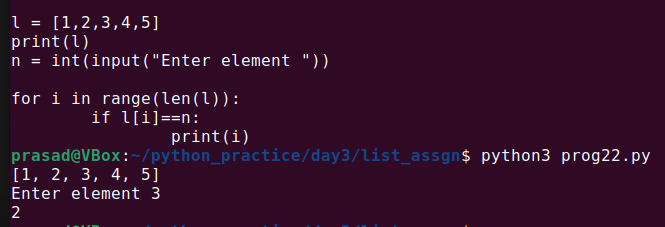 l = [1,2,3,4,5]
print(l)
n = int(input("Enter element "))
for i in range(len(l)):
        if l[i]==n:
                print(i)
prasad@VBox:~/python_practice/day3/list_assgn$ python3 prog22.py
[1, 2, 3, 4, 5]
Enter element 3
2